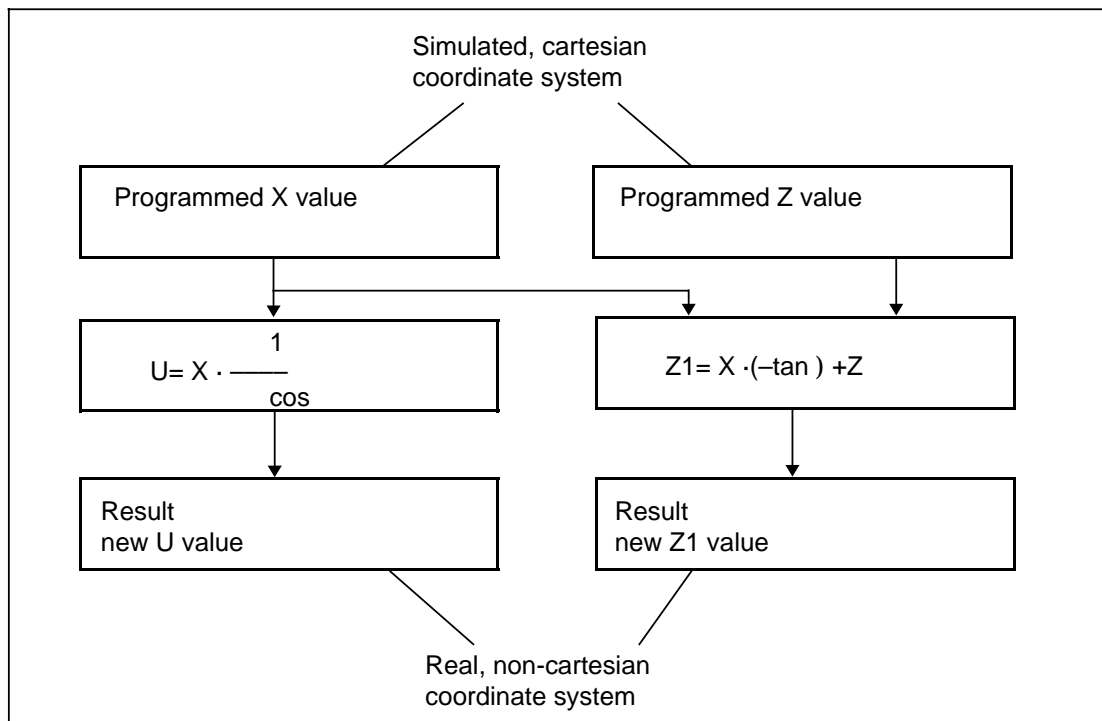 Simulated, cartesian
coordinate system
Programmed X value
Programmed Z value
1
U= X · ———
cos
Z1= X ·(–tan ) +Z
Result
new U value
Result
new Z1 value
Real, non-cartesian
coordinate system